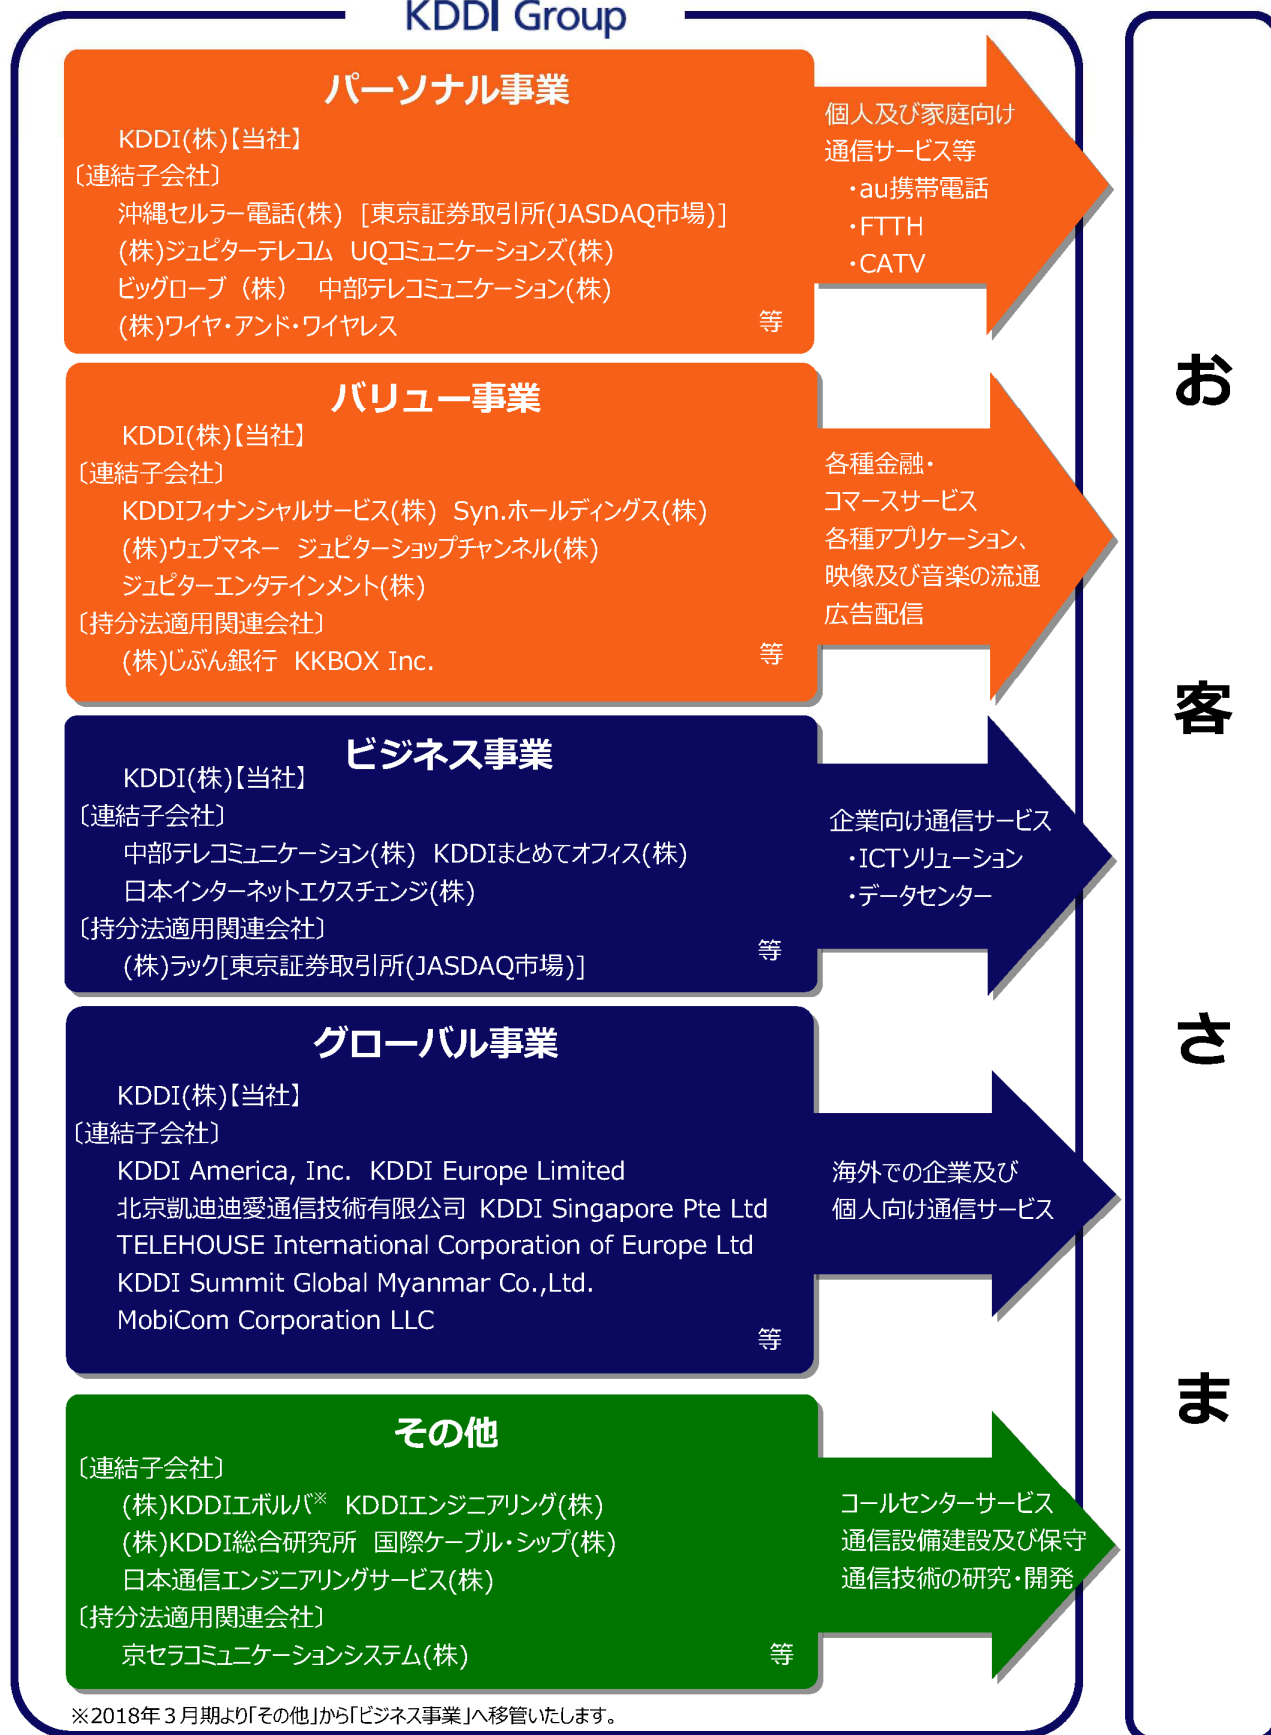 KDDI Group
パーソナル事業
KDDI(株)【当社】
〔連結子会社〕
沖縄セルラー電話(株) [東京証券取引所(JASDAQ市場)]
(株)ジュピターテレコム UQコミュニケーションズ(株)
ビッグローブ（株） 中部テレコミュニケーション(株)
(株)ワイヤ・アンド・ワイヤレス
等
個人及び家庭向け
通信サービス等
・au携帯電話
・FTTH
・CATV
バリュー事業
KDDI(株)【当社】
〔連結子会社〕
KDDIフィナンシャルサービス(株) Syn.ホールディングス(株)
(株)ウェブマネー ジュピターショップチャンネル(株)
ジュピターエンタテインメント(株)
〔持分法適用関連会社〕
(株)じぶん銀行 KKBOX Inc.
等
各種金融・
コマースサービス
各種アプリケーション、
映像及び音楽の流通
広告配信
ビジネス事業
KDDI(株)【当社】
〔連結子会社〕
中部テレコミュニケーション(株) KDDIまとめてオフィス(株)
日本インターネットエクスチェンジ(株)
〔持分法適用関連会社〕
(株)ラック[東京証券取引所(JASDAQ市場)]
等
企業向け通信サービス
・ICTソリューション
・データセンター
グローバル事業
KDDI(株)【当社】
〔連結子会社〕
KDDI America, Inc. KDDI Europe Limited
北京凱迪迪愛通信技術有限公司 KDDI Singapore Pte Ltd
TELEHOUSE International Corporation of Europe Ltd
KDDI Summit Global Myanmar Co.,Ltd.
MobiCom Corporation LLC
等
海外での企業及び
個人向け通信サービス
その他
〔連結子会社〕
(株)KDDIエボルバ※ KDDIエンジニアリング(株)
(株)KDDI総合研究所 国際ケーブル・シップ(株)
日本通信エンジニアリングサービス(株)
〔持分法適用関連会社〕
京セラコミュニケーションシステム(株)
等
コールセンターサービス
通信設備建設及び保守
通信技術の研究・開発
※2018年３月期より「その他」から「ビジネス事業」へ移管いたします。
お客さま